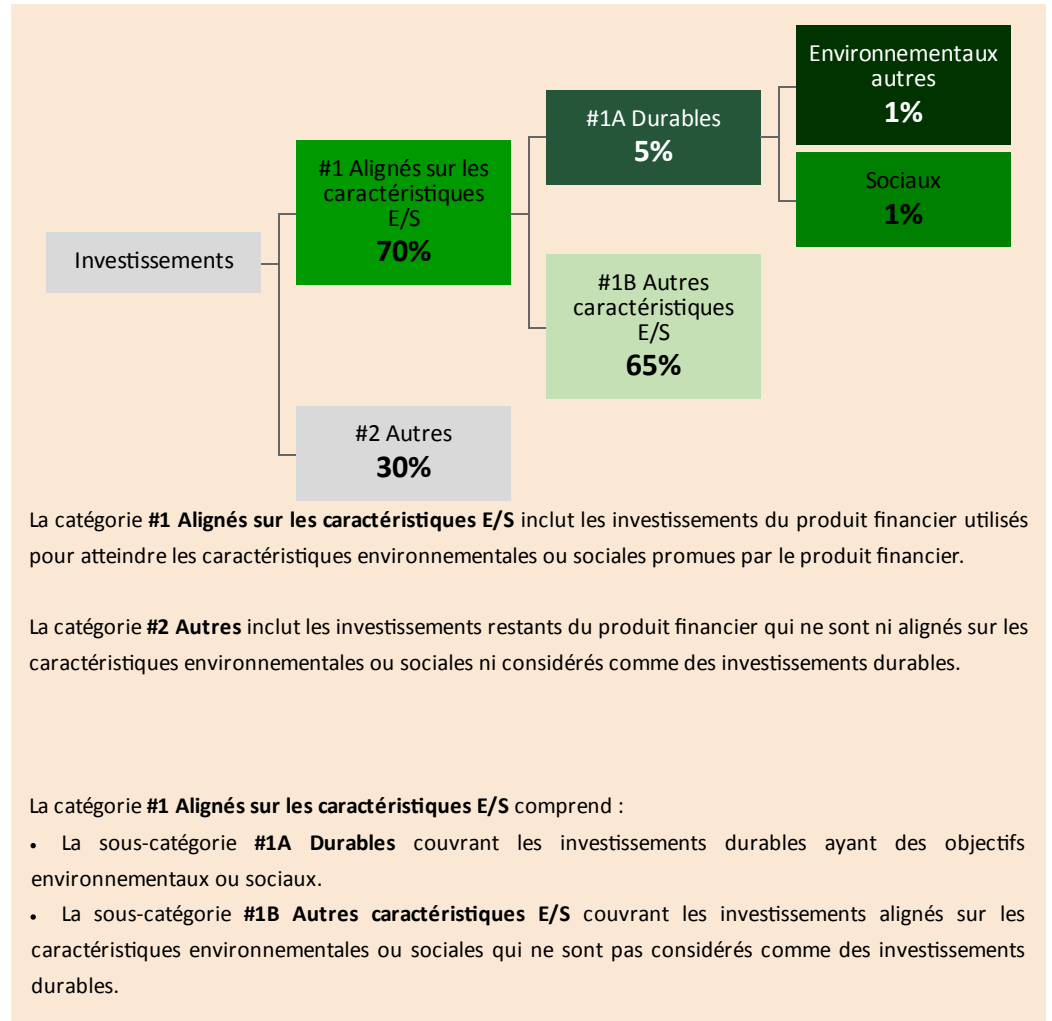 Environnementaux
autres
1%
#1A Durables
5%
#1 Alignés sur les
caractéristiques
E/S
70%
Sociaux
1%
Investissements
#1B Autres
caractéristiques
E/S
65%
#2 Autres
30%
La catégorie #1 Alignés sur les caractéristiques E/S inclut les investissements du produit financier utilisés
pour atteindre les caractéristiques environnementales ou sociales promues par le produit financier.
La catégorie #2 Autres inclut les investissements restants du produit financier qui ne sont ni alignés sur les
caractéristiques environnementales ou sociales ni considérés comme des investissements durables.
La catégorie #1 Alignés sur les caractéristiques E/S comprend :
• La sous-catégorie #1A Durables couvrant les investissements durables ayant des objectifs
environnementaux ou sociaux.
• La sous-catégorie #1B Autres caractéristiques E/S couvrant les investissements alignés sur les
caractéristiques environnementales ou sociales qui ne sont pas considérés comme des investissements
durables.